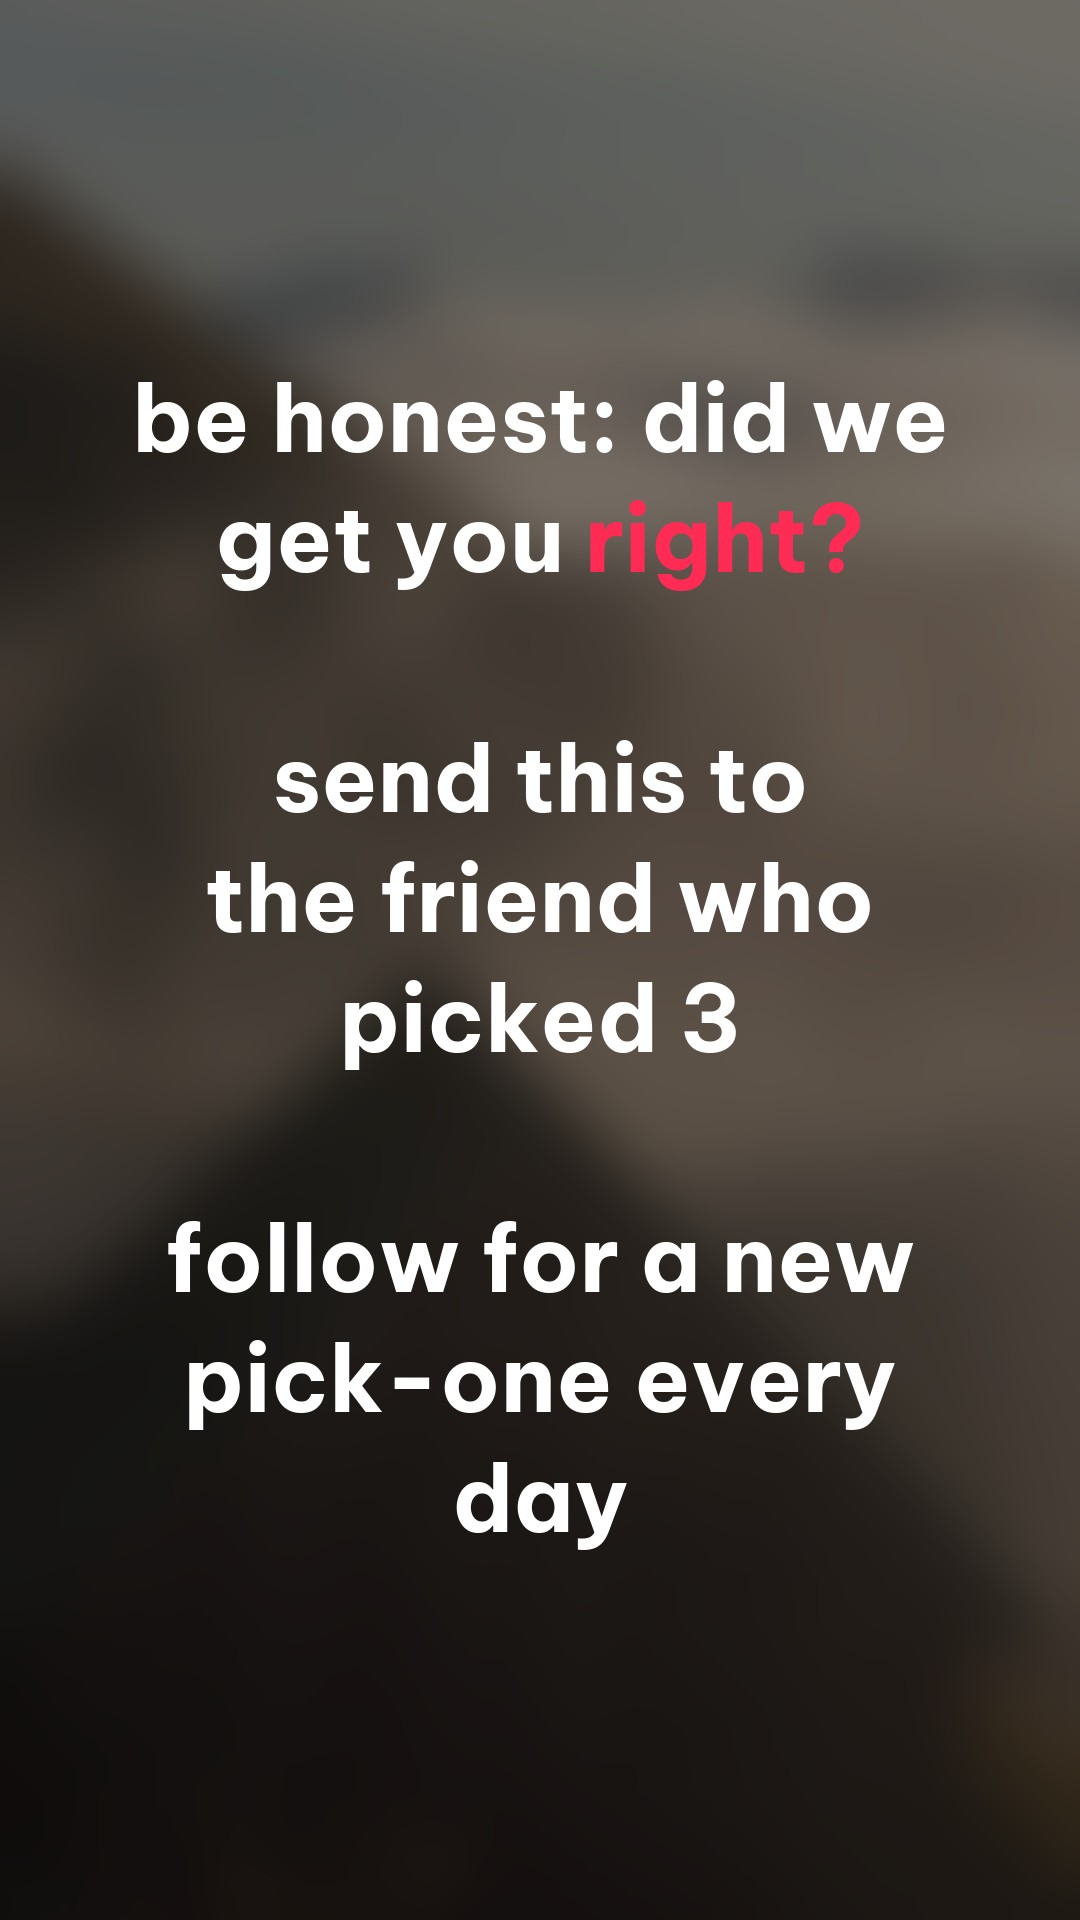 be honest: did we
get you right?
send this to
the friend who
picked 3
follow for a new
pick-one every
day